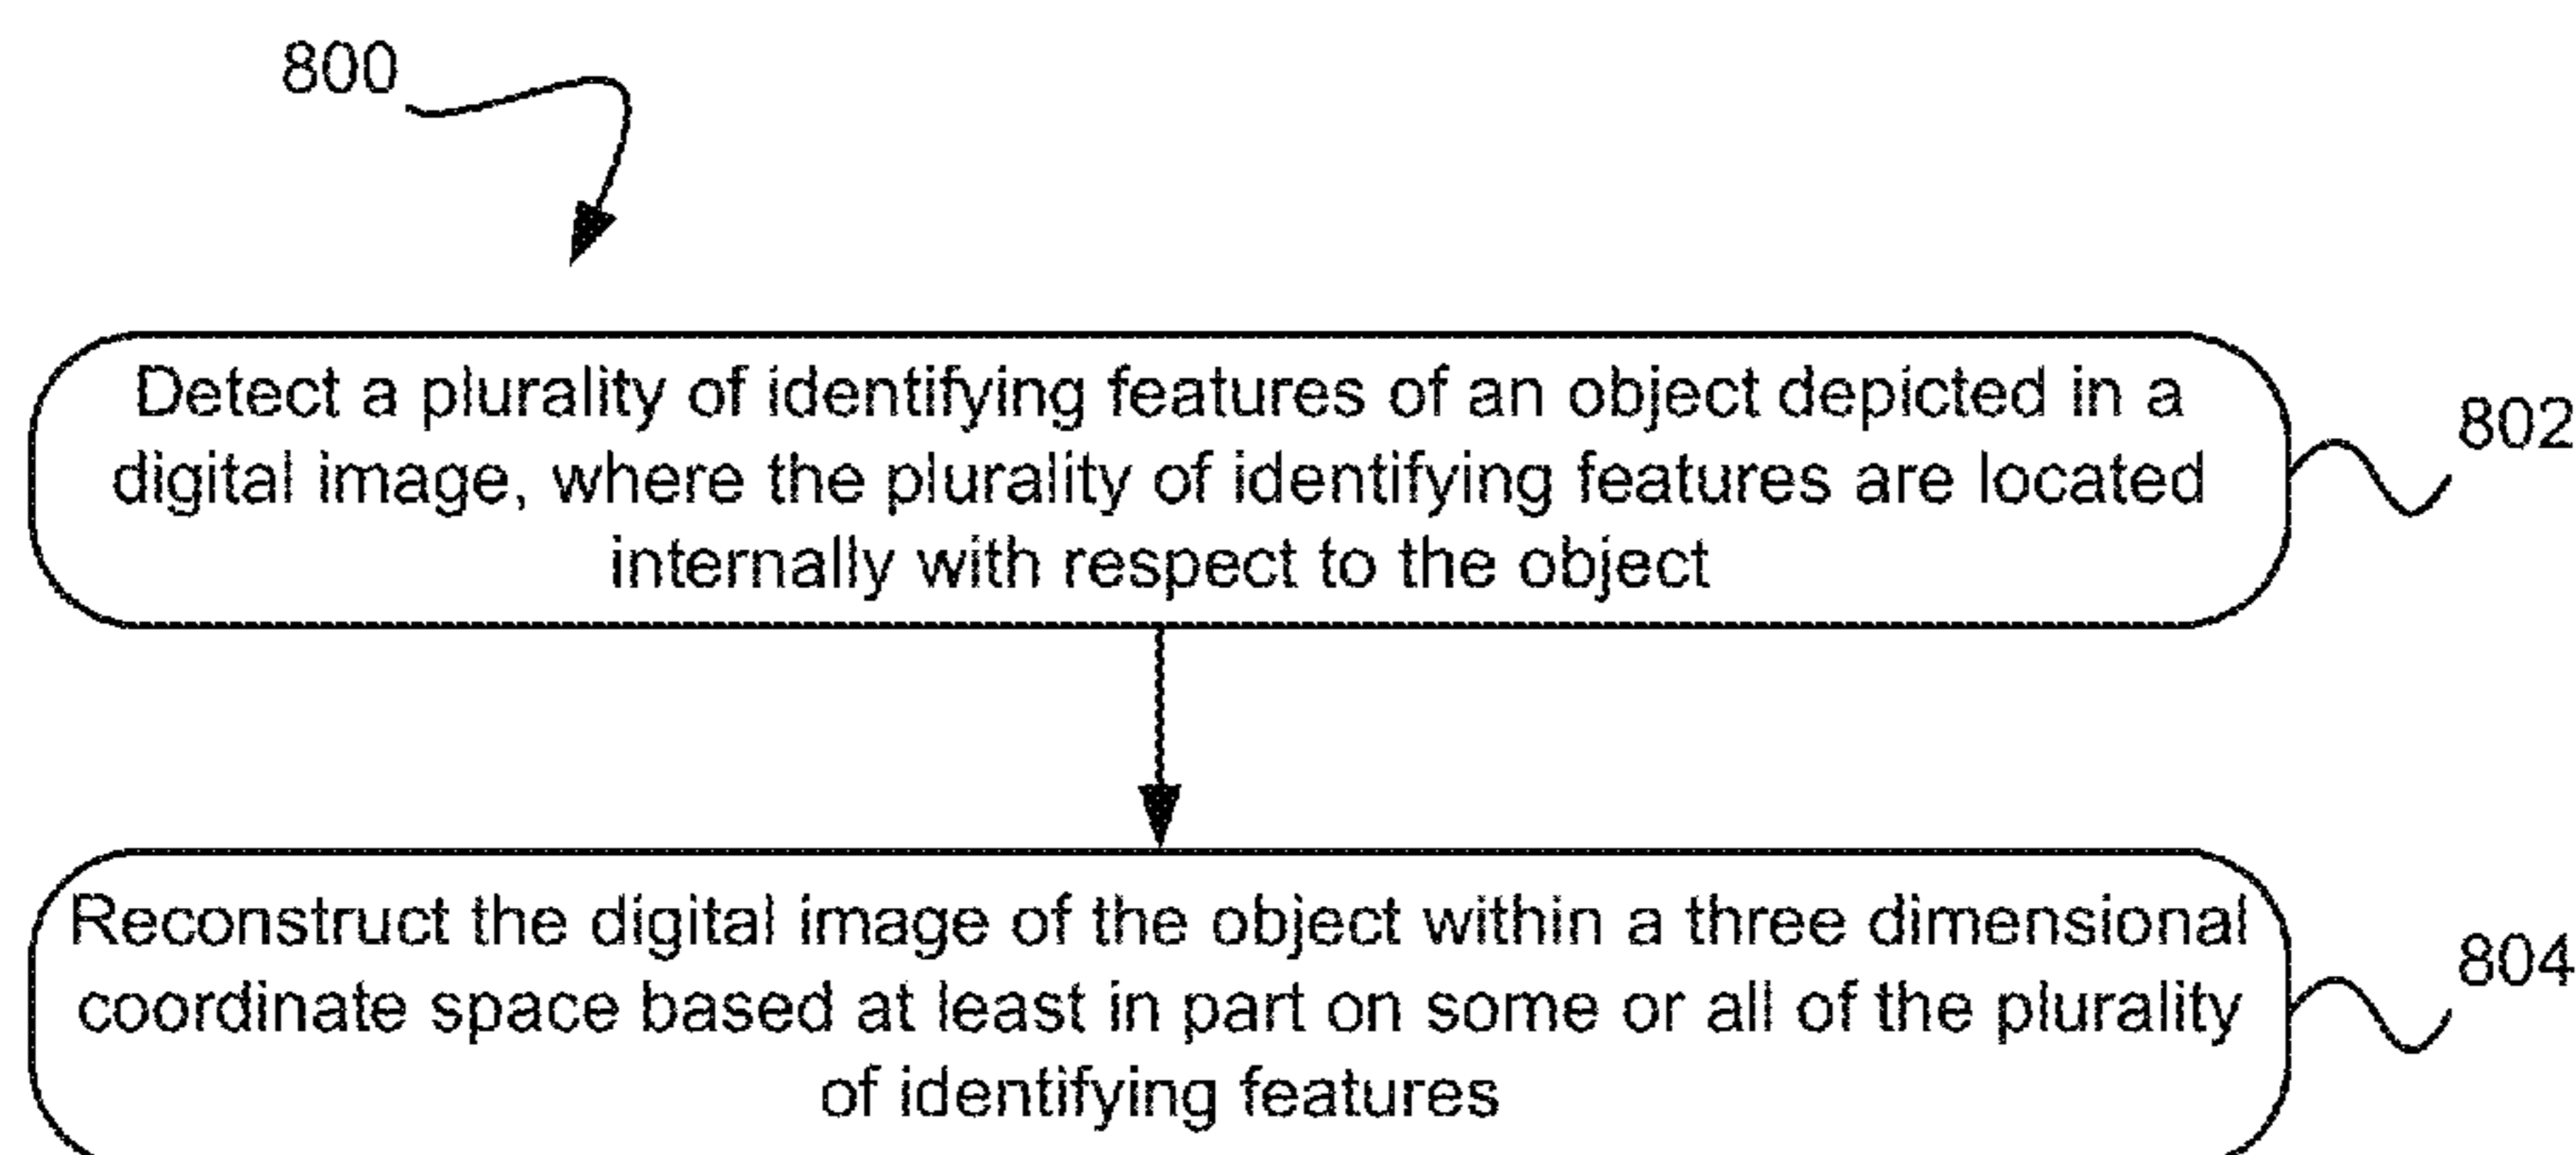 800
Detect a plurality of identifying features of an object depicted in a
digital image, where the plurality of identifying features are located
internally with respect to the object
802
Reconstruct the digital image of the object within a three dimensional
coordinate space based at least in part on some or all of the plurality
of identifying features
804